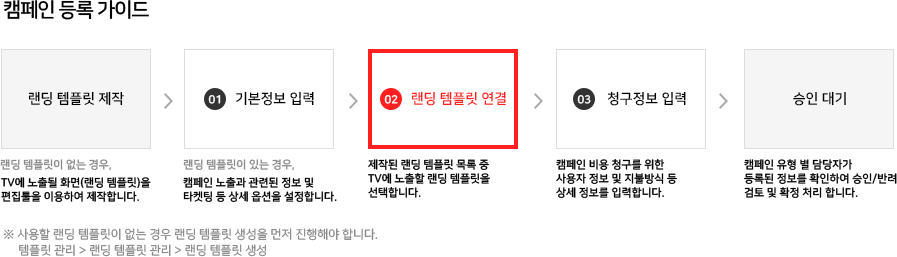 캠페인 등록 가이드
랜딩 템플릿 제작
01 기본정보 입력
02 랜딩 템플릿 연결
03 청구정보 입력
승인 대기
랜딩 템플릿이 없는 경우,
TV에 노출될 화면(랜딩 템플릿)을
편집툴을 이용하여 제작합니다.
랜딩 템플릿이 있는 경우,
캠페인 노출과 관련된 정보 및
타켓팅 등 상세 옵션을 설정합니다.
제작된 랜딩 템플릿 목록 중
TV에 노출할 랜딩 템플릿을
선택합니다.
캠페인 비용 청구를 위한
사용자 정보 및 지불방식 등
상세 정보를 입력합니다.
캠페인 유형 별 담당자가
등록된 정보를 확인하여 승인/반려
검토 및 확정 처리 합니다.
※ 사용할 랜딩 템플릿이 없는 경우 랜딩 템플릿 생성을 먼저 진행해야 합니다.
템플릿 관리 > 랜딩 템플릿 관리 > 랜딩 템플릿 생성